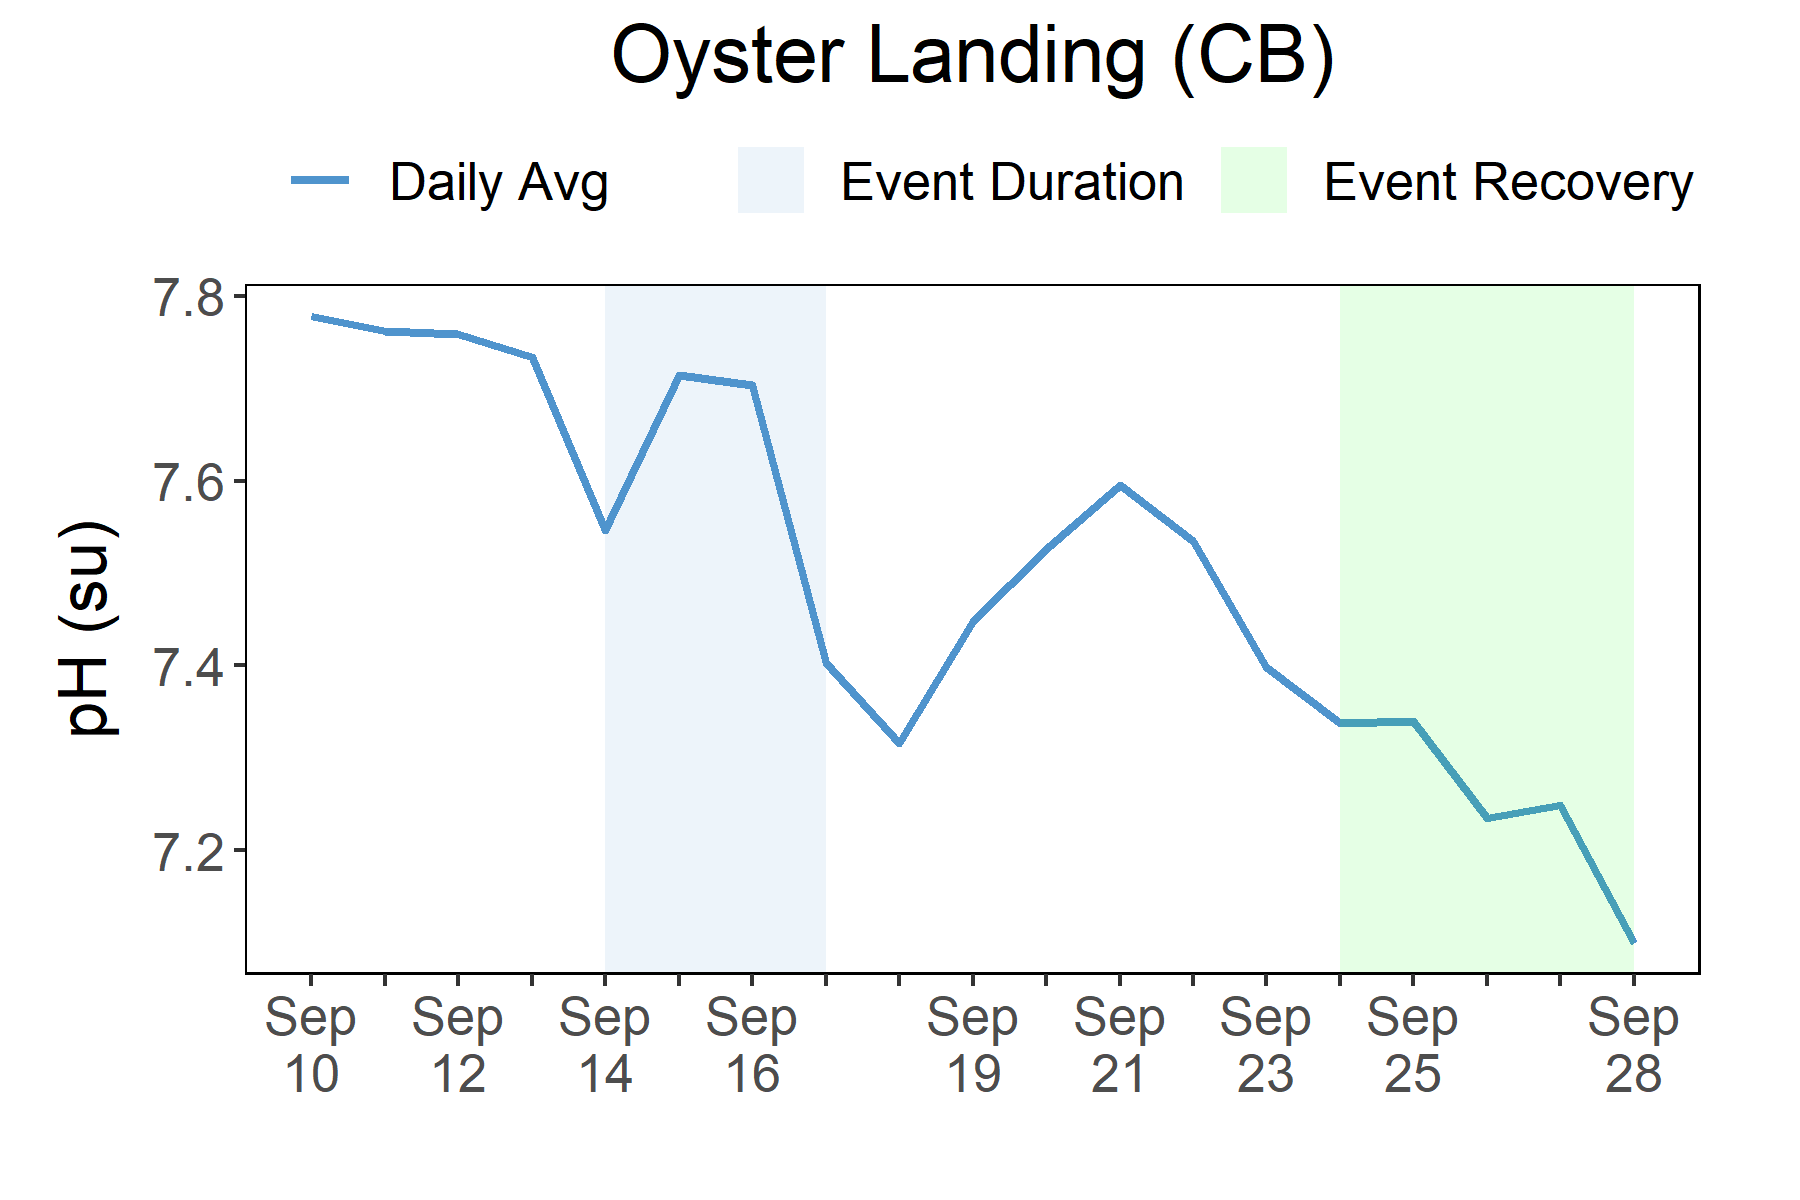 Oyster Landing (CB)
Daily Avg Event Duration Event Recovery
7.8
7.6
7.4
7.2
pH (su)
Sep Sep Sep Sep Sep Sep Sep Sep Sep
10 12 14 16 19 21 23 25 28